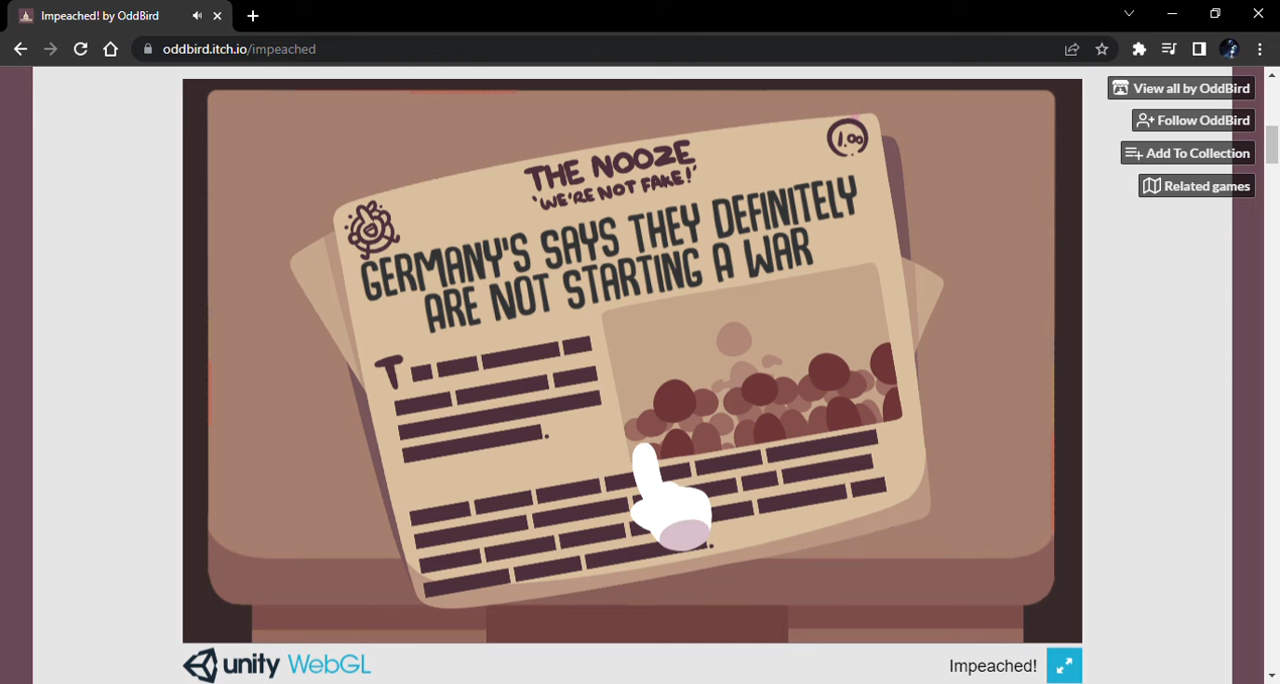 Impeached! by OddBird
oddbird.itch.io/impeached
View all by OddBird
Follow OddBird
Add To Collection
Related games
THE NOOZE
'WE'RE NOT FAKE!'
1.00
GERMANY'S SAYS THEY DEFINITELY
ARE NOT STARTING A WAR
T
unity WebGL
Impeached!